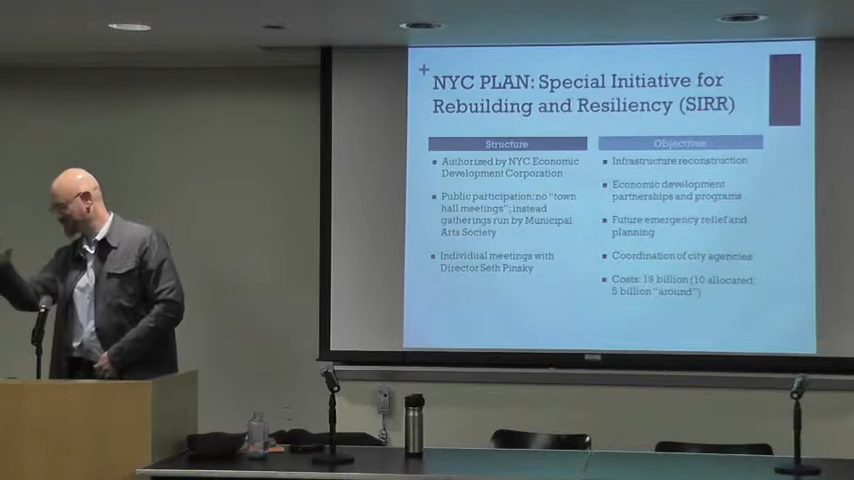 +
NYC PLAN: Special Initiative for
Rebuilding and Resiliency (SIRR)
Structure
▪ Authorized by NYC Economic
Development Corporation
▪ Public participation: no "town
hall meetings"; instead
gatherings run by Municipal
Arts Society
▪ Individual meetings with
Director Seth Pinsky
Objectives
▪ Infrastructure reconstruction
▪ Economic development
partnerships and programs
▪ Future emergency relief and
planning
▪ Coordination of city agencies
▪ Costs: 19 billion (10 allocated;
5 billion "around")